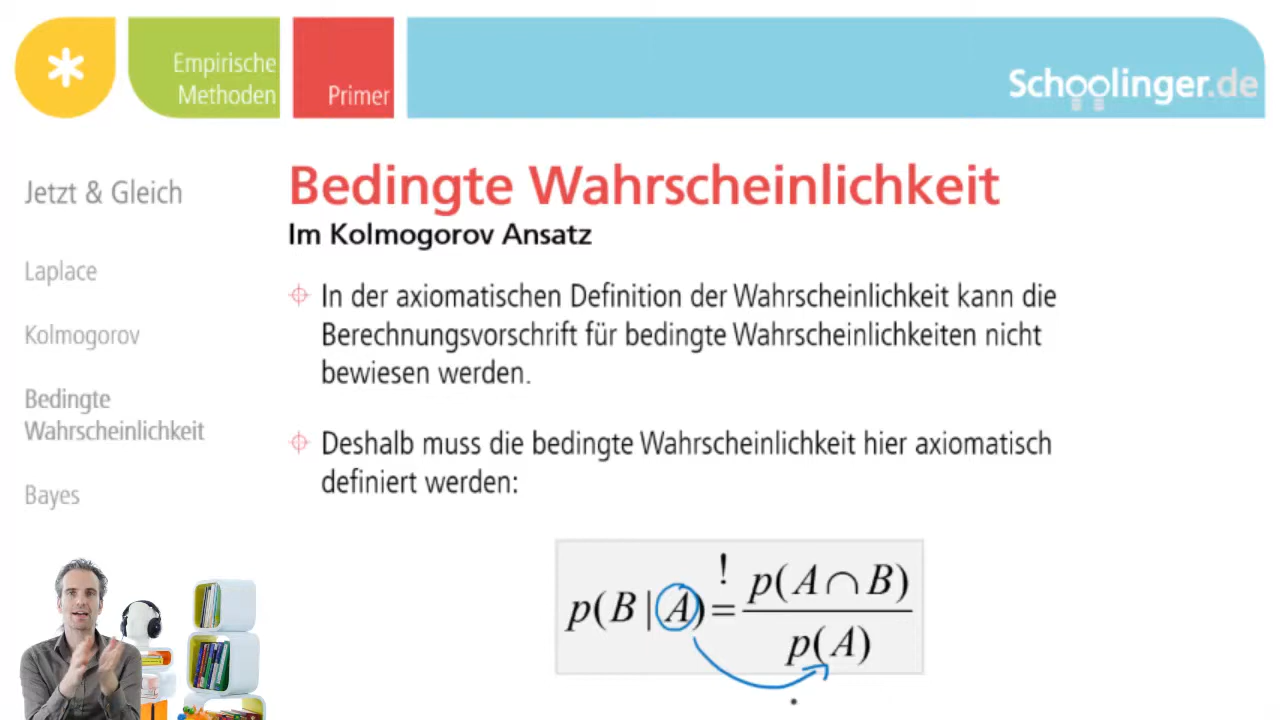 Empirische
Methoden
Primer
Schoolinger.de
Jetzt & Gleich
Laplace
Kolmogorov
Bedingte
Wahrscheinlichkeit
Bayes
Bedingte Wahrscheinlichkeit
Im Kolmogorov Ansatz
In der axiomatischen Definition der Wahrscheinlichkeit kann die
Berechnungsvorschrift für bedingte Wahrscheinlichkeiten nicht
bewiesen werden.
Deshalb muss die bedingte Wahrscheinlichkeit hier axiomatisch
definiert werden:
!
p(B | A) = p(A ∩ B)
p(A)